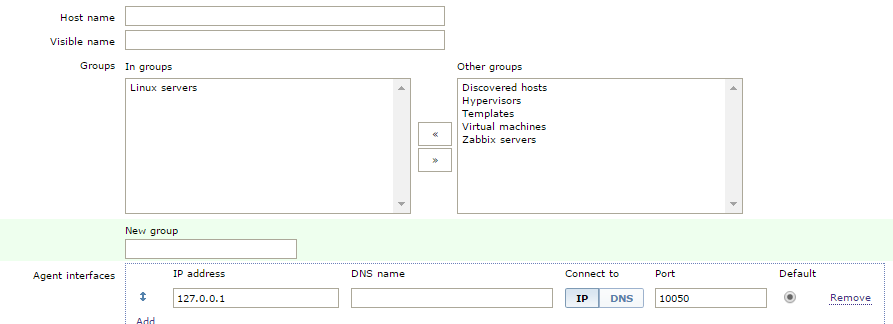 Host name
Visible name
Groups In groups Other groups
Linux servers Discovered hosts
Hypervisors
Templates
Virtual machines
« Zabbix servers
»
New group
Agent interfaces IP address DNS name Connect to Port Default
127.0.0.1 IP DNS 10050 Remove
Add